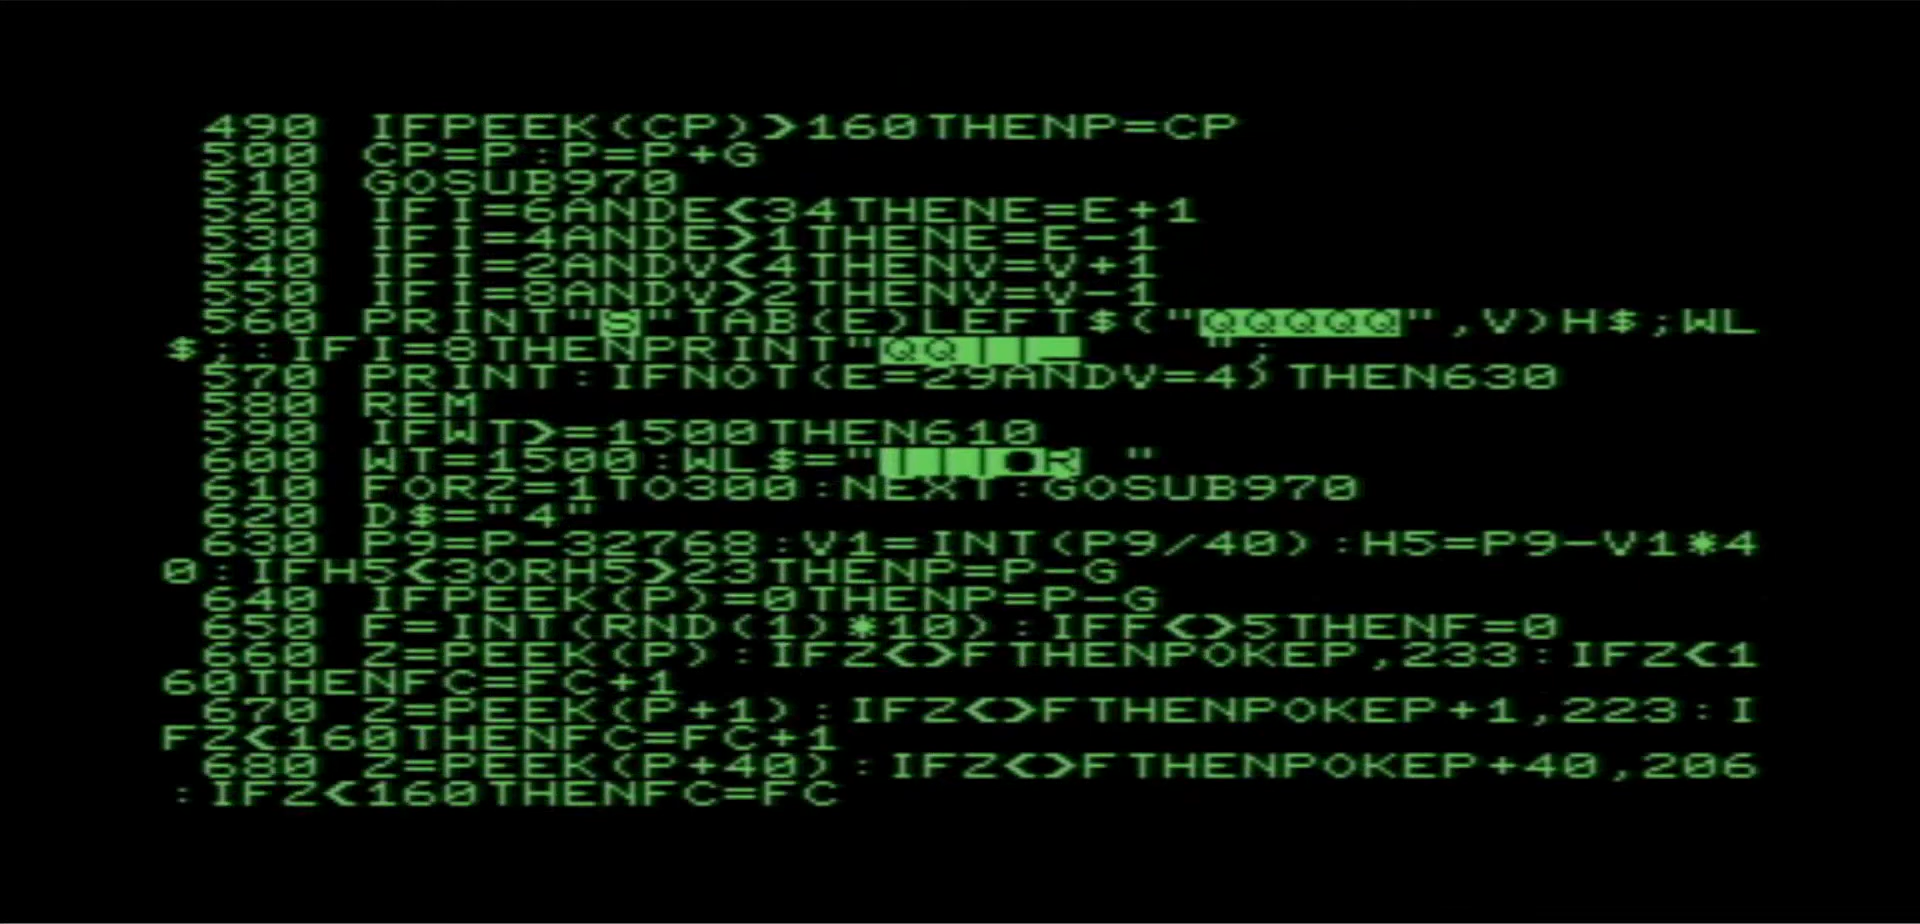 490 IFPEEK(CP)>160THENP=CP
500 CP=P:P=P+G
510 GOSUB970
520 IFI=6ANDE<34THENE=E+1
530 IFI=4ANDE>1THENE=E-1
540 IFI=2ANDV<4THENV=V+1
550 IFI=8ANDV>2THENV=V-1
560 PRINT"S"TAB(E)LEFT$("QQQQQ",V)H$;WL
$;:IFI=8THENPRINT"QQ";
570 PRINT:IFNOT(E=29ANDV=4)THEN630
580 REM
590 IFWT>=1500THEN610
600 WT=1500:WL$="R "
610 FORZ=1TO300:NEXT:GOSUB970
620 D$="4"
630 P9=P-32768:V1=INT(P9/40):H5=P9-V1*4
0:IFH5<3ORH5>23THENP=P-G
640 IFPEEK(P)=0THENP=P-G
650 F=INT(RND(1)*10):IFF<>5THENF=0
660 Z=PEEK(P):IFZ<>FTHENPOKEP,233:IFZ<1
60THENFC=FC+1
670 Z=PEEK(P+1):IFZ<>FTHENPOKEP+1,223:I
FZ<160THENFC=FC+1
680 Z=PEEK(P+40):IFZ<>FTHENPOKEP+40,206
:IFZ<160THENFC=FC